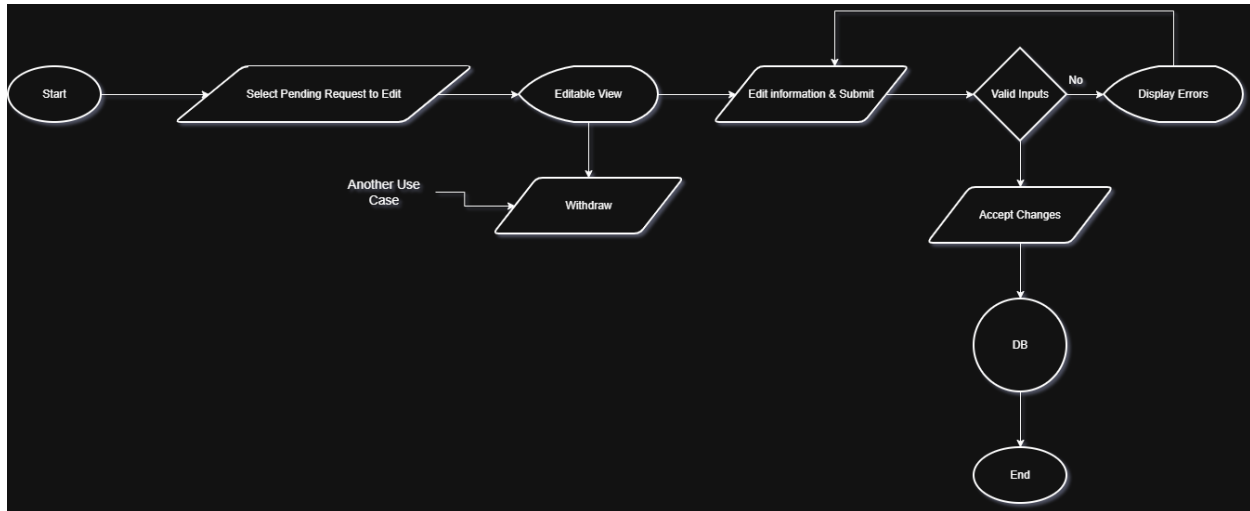 Start
Select Pending Request to Edit
Editable View
Edit information & Submit
Valid Inputs
No
Display Errors
Another Use
Case
Withdraw
Accept Changes
DB
End